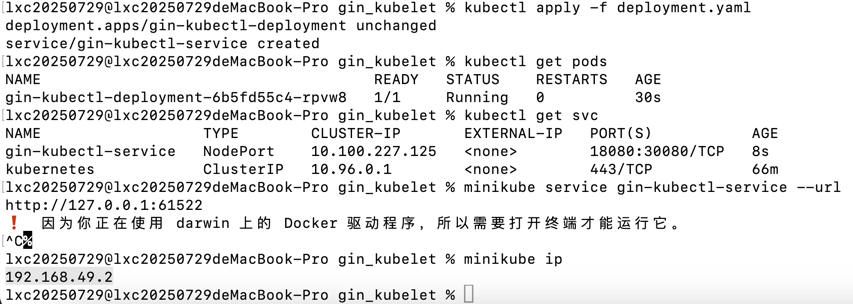 lxc20250729@lxc20250729deMacBook-Pro gin_kubelet % kubectl apply -f deployment.yaml
deployment.apps/gin-kubectl-deployment unchanged
service/gin-kubectl-service created
[lxc20250729@lxc20250729deMacBook-Pro gin_kubelet % kubectl get pods
NAME                                      READY   STATUS    RESTARTS   AGE
gin-kubectl-deployment-6b5fd55c4-rpvw8   1/1     Running   0          30s
[lxc20250729@lxc20250729deMacBook-Pro gin_kubelet % kubectl get svc
NAME                  TYPE        CLUSTER-IP       EXTERNAL-IP   PORT(S)           AGE
gin-kubectl-service   NodePort    10.100.227.125   <none>        18080:30080/TCP   8s
kubernetes            ClusterIP   10.96.0.1        <none>        443/TCP           66m
[lxc20250729@lxc20250729deMacBook-Pro gin_kubelet % minikube service gin-kubectl-service --url
http://127.0.0.1:61522
❗ 因为你正在使用 darwin 上的 Docker 驱动程序，所以需要打开终端才能运行它。
[^C%
lxc20250729@lxc20250729deMacBook-Pro gin_kubelet % minikube ip
192.168.49.2
lxc20250729@lxc20250729deMacBook-Pro gin_kubelet %